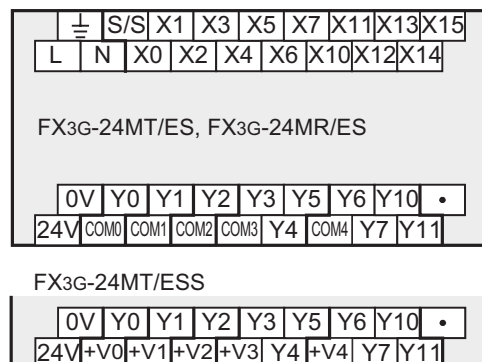 ⏚ S/S X1 X3 X5 X7 X11 X13 X15
L N X0 X2 X4 X6 X10 X12 X14
FX3G-24MT/ES, FX3G-24MR/ES
0V Y0 Y1 Y2 Y3 Y5 Y6 Y10 •
24V COM0 COM1 COM2 COM3 Y4 COM4 Y7 Y11
FX3G-24MT/ESS
0V Y0 Y1 Y2 Y3 Y5 Y6 Y10 •
24V +V0 +V1 +V2 +V3 Y4 +V4 Y7 Y11